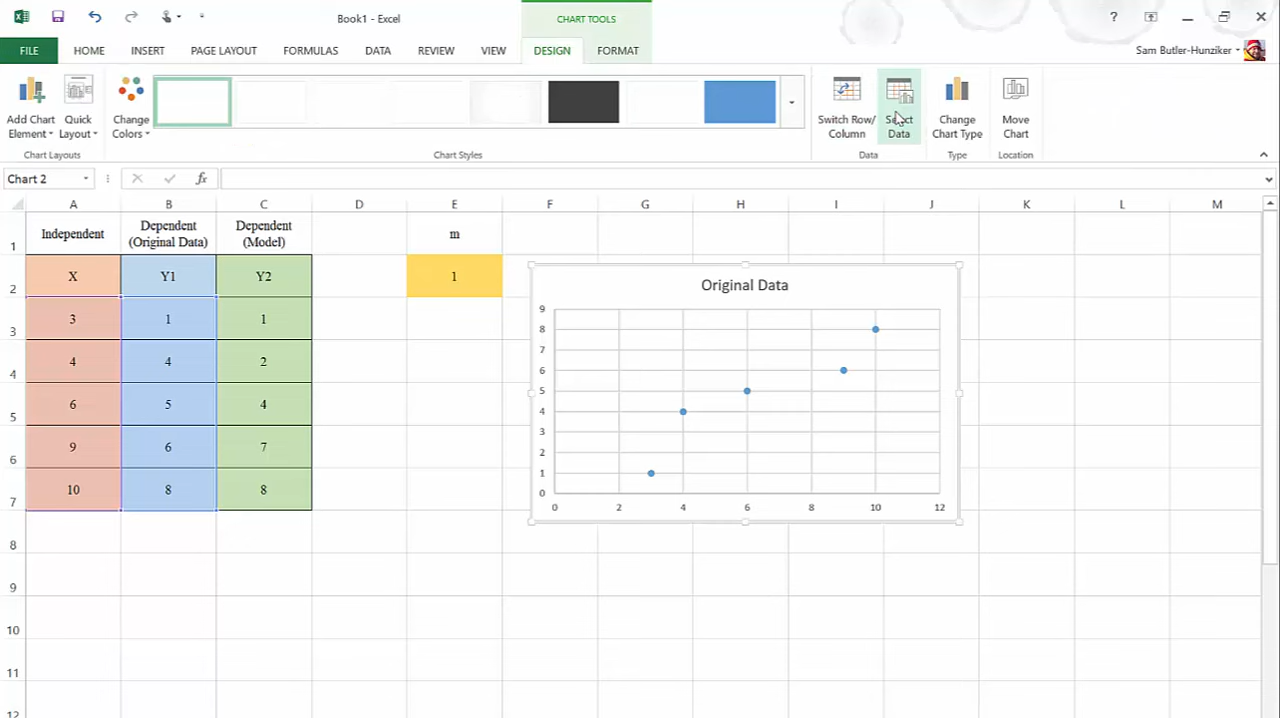 Book1 - Excel
CHART TOOLS
?
FILE
HOME
INSERT
PAGE LAYOUT
FORMULAS
DATA
REVIEW
VIEW
DESIGN
FORMAT
Sam Butler-Hunziker
Add Chart
Element
Quick
Layout
Change
Colors
Switch Row/
Column
Select
Data
Change
Chart Type
Move
Chart
Chart Layouts
Chart Styles
Data
Type
Location
Chart 2
fx
A B C D E F G H I J K L M
1
Independent
Dependent
(Original Data)
Dependent
(Model)
m
2
X
Y1
Y2
1
3
3
1
1
4
4
4
2
5
6
5
4
6
9
6
7
7
10
8
8
8
9
10
11
12
Original Data
9
8
7
6
5
4
3
2
1
0
0 2 4 6 8 10 12